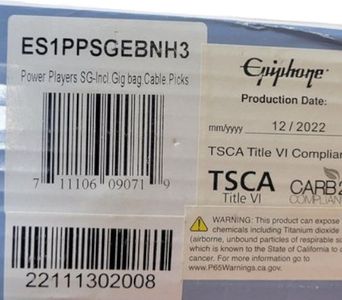 ES1PPSGEBNH3
Power Players SG-Incl.Gig bag,Cable Picks
7 11106 09071 9
22111302008
Epiphone
Production Date:
mm/yyyy 12 / 2022
TSCA Title VI Complian
TSCA
Title VI
CARB
COMPLIAN
WARNING: This product can expose
chemicals including Titanium dioxide
(airborne, unbound particles of respirable si
which is known to the State of California to c
cancer. For more information go to
www.P65Warnings.ca.gov.